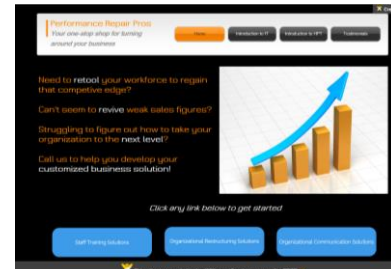 Performance Repair Pros
Your one-stop shop for turning
around your business
Home
Introduction to IT
Introduction to HPT
Testimonials
Need to retool your workforce to regain
that competive edge?
Can't seem to revive weak sales figures?
Struggling to figure out how to take your
organization to the next level?
Call us to help you develop your
customized business solution!
Click any link below to get started
Staff Training Solutions
Organizational Restructuring Solutions
Organizational Communication Solutions